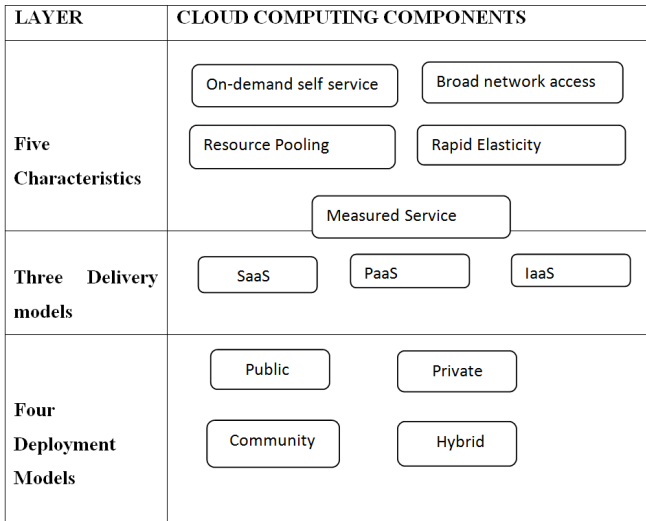 LAYER
CLOUD COMPUTING COMPONENTS
Five
Characteristics
On-demand self service
Broad network access
Resource Pooling
Rapid Elasticity
Measured Service
Three Delivery
models
SaaS
PaaS
IaaS
Four
Deployment
Models
Public
Private
Community
Hybrid